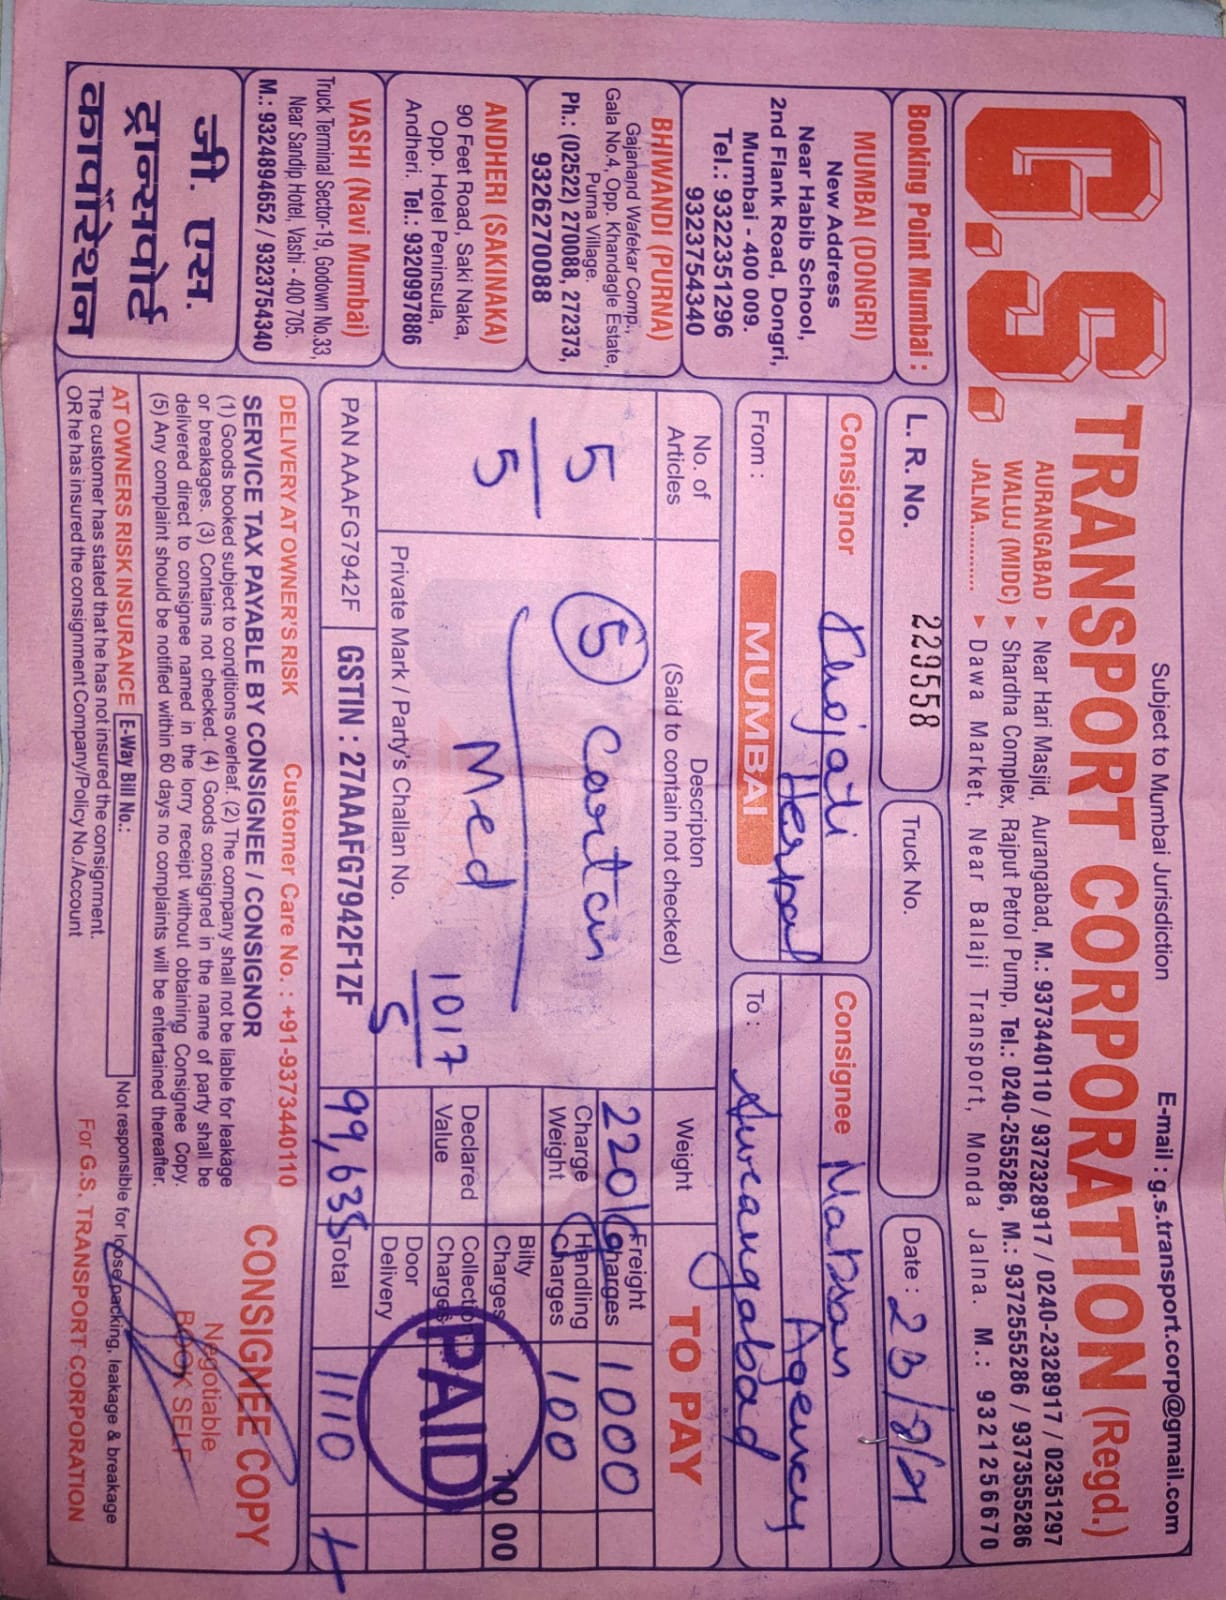 Subject to Mumbai Jurisdiction
E-mail : g.s.transport.corp@gmail.com
G.S. TRANSPORT CORPORATION (Regd.)
AURANGABAD ▸ Near Hari Masjid, Aurangabad, M.: 9373440110 / 9372328917 / 0240-2328917 / 02351297
WALUJ (MIDC) ▸ Shardha Complex, Rajput Petrol Pump, Tel.: 0240-2555286, M.: 9372555286 / 9373555286
JALNA............ ▸ Dawa Market, Near Balaji Transport, Monda Jalna. M.: 9321256670
Booking Point Mumbai :
MUMBAI (DONGRI)
New Address
Near Habib School,
2nd Flank Road, Dongri,
Mumbai - 400 009.
Tel.: 9322351296
9323754340
BHIWANDI (PURNA)
Gajanand Wafekar Comp.,
Gala No.4, Opp. Khandagle Estate,
Purna Village.
Ph.: (02522) 270088, 272373,
9326270088
ANDHERI (SAKINAKA)
90 Feet Road, Saki Naka,
Opp. Hotel Peninsula,
Andheri. Tel.: 9320997886
VASHI (Navi Mumbai)
Truck Terminal Sector-19, Godown No.33,
Near Sandip Hotel, Vashi - 400 705.
M.: 9324894652 / 9323754340
जी. एस.
ट्रान्सपोर्ट
कार्पोरेशन
L. R. No. 229558
Truck No.
Date : 23/9/21
Consignor
Herbal
Consignee Matsson
Agency
From : MUMBAI
To : Aurangabad
No. of Articles
Descripton
(Said to contain not checked)
Weight
TO PAY
5
5
5 Carton
Med
220/
Charge Weight
Freight Charges 1000
Handling Charges 100
Bilty Charges 10 00
Declared Value
Collection Charges
Door Delivery
PAID
Private Mark / Party's Challan No.
1017
5
PAN AAAFG7942F
GSTIN : 27AAAFG7942F1ZF
99,635
Total 1110
DELIVERY AT OWNER'S RISK
Customer Care No. : +91-9373440110
SERVICE TAX PAYABLE BY CONSIGNEE / CONSIGNOR
(1) Goods booked subject to conditions overleaf. (2) The company shall not be liable for leakage
or breakages. (3) Contains not checked. (4) Goods consigned in the name of party shall be
delivered direct to consignee named in the lorry receipt without obtaining Consignee Copy.
(5) Any complaint should be notified within 60 days no complaints will be entertained thereafter.
CONSIGNEE COPY
Negotiable
BOOK SELF
AT OWNERS RISK INSURANCE
E-Way Bill No.:
The customer has stated that he has not insured the consignment.
OR he has insured the consignment Company/Policy No./Account
Not responsible for loose packing, leakage & breakage
For G.S. TRANSPORT CORPORATION